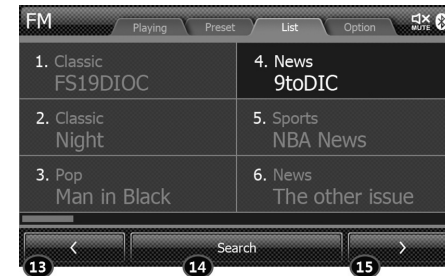 FM
Playing
Preset
List
Option
MUTE
1. Classic
FS19DIOC
2. Classic
Night
3. Pop
Man in Black
4. News
9toDIC
5. Sports
NBA News
6. News
The other issue
<
Search
>
13
14
15